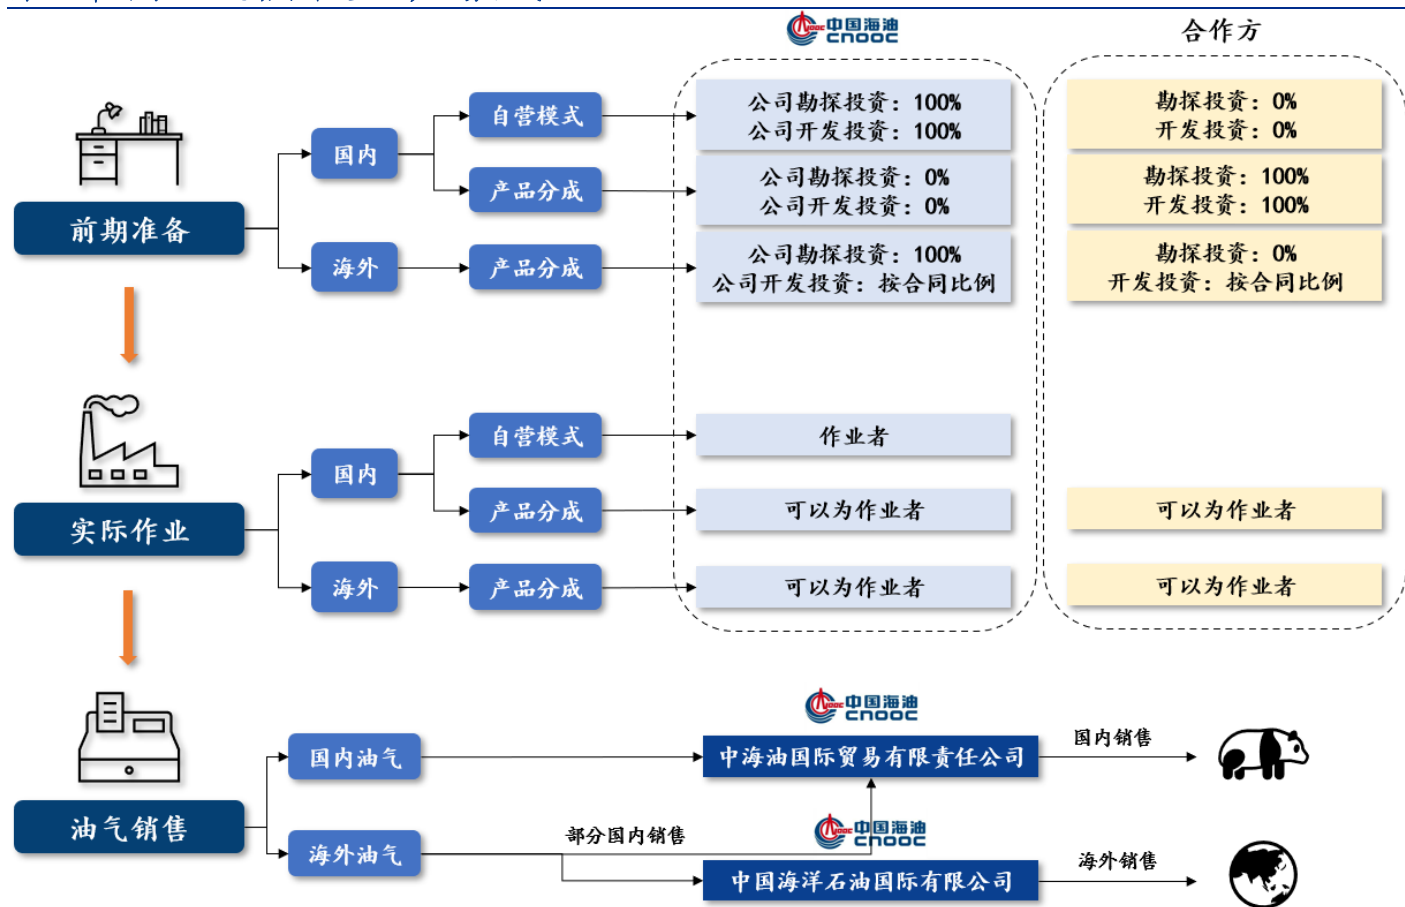 中国海油
CNOOC
合作方
自营模式
公司勘探投资：100%
公司开发投资：100%
勘探投资：0%
开发投资：0%
国内
产品分成
公司勘探投资：0%
公司开发投资：0%
勘探投资：100%
开发投资：100%
前期准备
海外
产品分成
公司勘探投资：100%
公司开发投资：按合同比例
勘探投资：0%
开发投资：按合同比例
自营模式
作业者
国内
产品分成
可以为作业者
可以为作业者
实际作业
海外
产品分成
可以为作业者
可以为作业者
中国海油
CNOOC
国内油气
中海油国际贸易有限责任公司
国内销售
油气销售
海外油气
部分国内销售
中国海油
CNOOC
中国海洋石油国际有限公司
海外销售